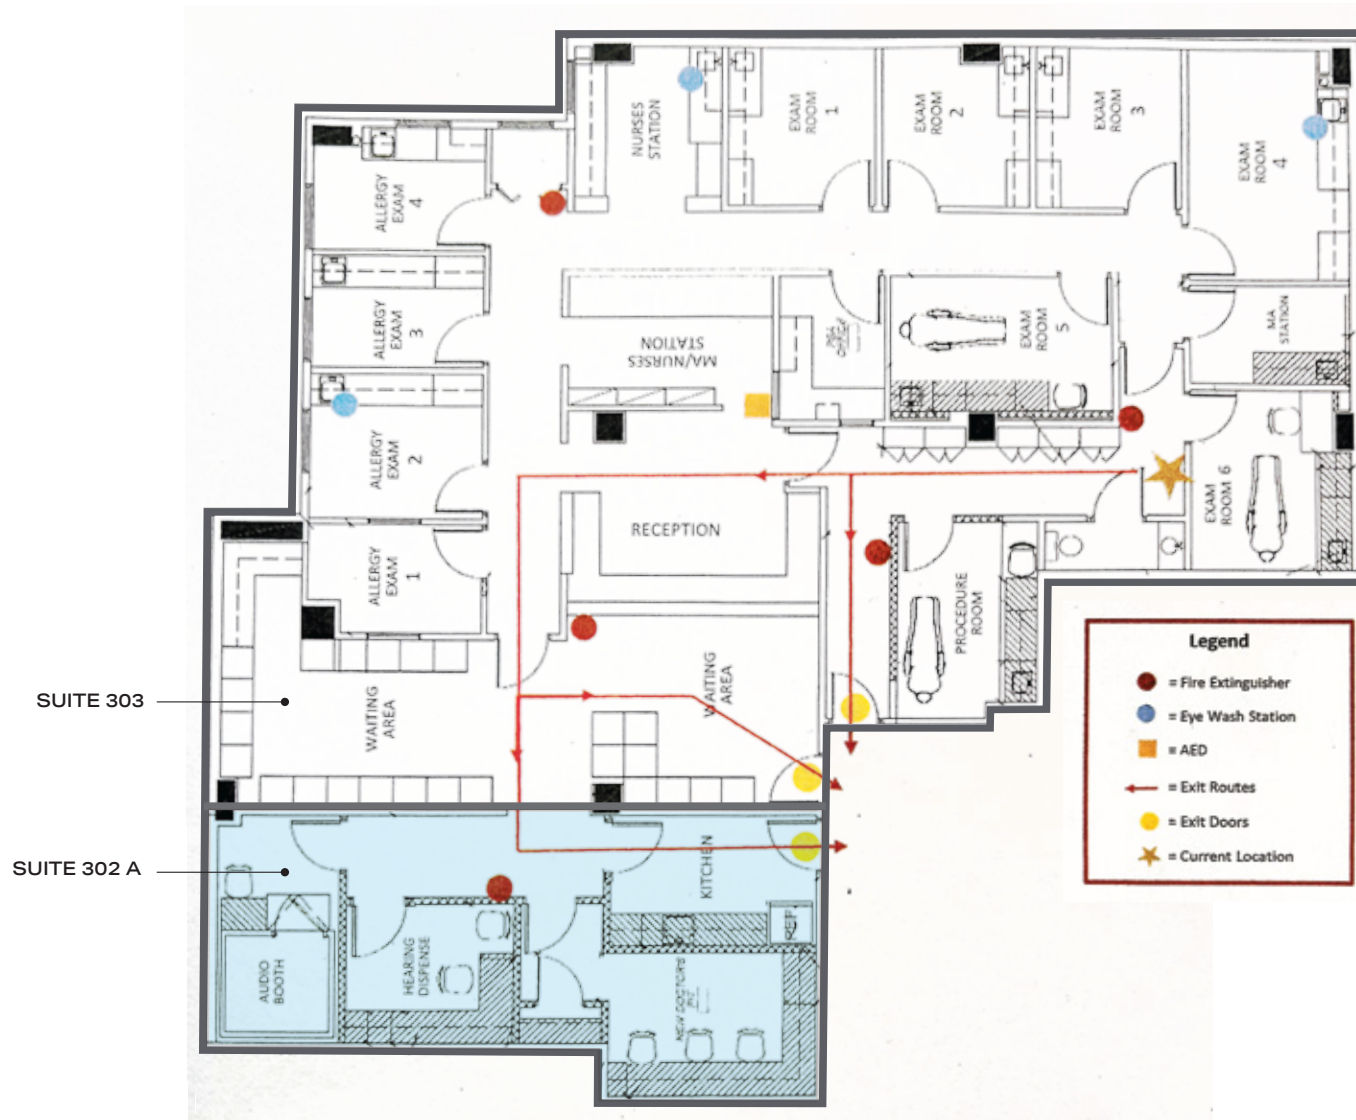 NURSES
STATION
EXAM
ROOM
1
EXAM
ROOM
2
EXAM
ROOM
3
EXAM
ROOM
4
ALLERGY
EXAM
4
ALLERGY
EXAM
3
MA/NURSES
STATION
OFFICE
EXAM
ROOM
5
MA
STATION
ALLERGY
EXAM
2
EXAM
ROOM 6
RECEPTION
ALLERGY
EXAM
1
PROCEDURE
ROOM
WAITING
AREA
WAITING
AREA
SUITE 303
Legend
= Fire Extinguisher
= Eye Wash Station
= AED
= Exit Routes
= Exit Doors
= Current Location
SUITE 302 A
KITCHEN
REF
AUDIO
BOOTH
HEARING
DISPENSE
NEW DOCTOR'S